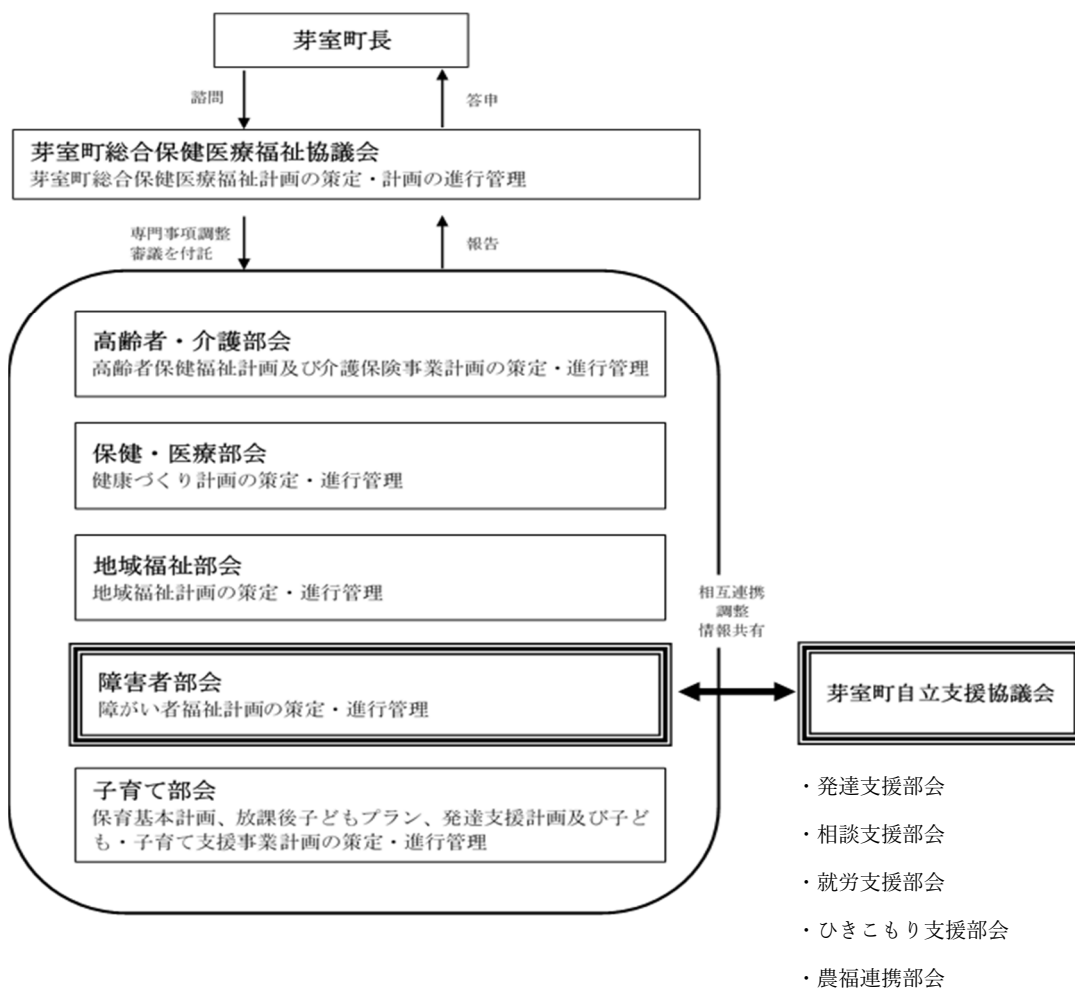 芽室町長
諮問
答申
芽室町総合保健医療福祉協議会
芽室町総合保健医療福祉計画の策定・計画の進行管理
専門事項調整
審議を付託
報告
高齢者・介護部会
高齢者保健福祉計画及び介護保険事業計画の策定・進行管理
保健・医療部会
健康づくり計画の策定・進行管理
地域福祉部会
地域福祉計画の策定・進行管理
相互連携
調整
情報共有
障害者部会
障がい者福祉計画の策定・進行管理
芽室町自立支援協議会
子育て部会
保育基本計画、放課後子どもプラン、発達支援計画及び子ど
も・子育て支援事業計画の策定・進行管理
・発達支援部会
・相談支援部会
・就労支援部会
・ひきこもり支援部会
・農福連携部会